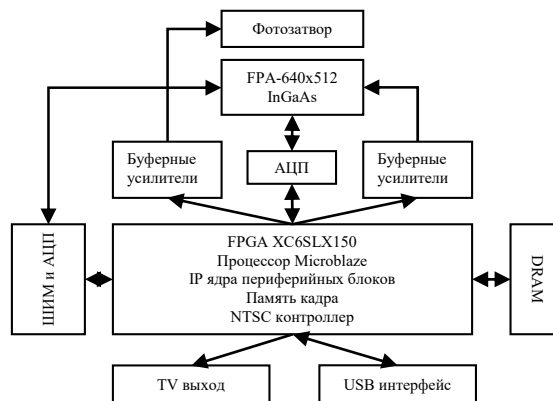 Фотозатвор
FPA-640x512
InGaAs
Буферные
усилители
АЦП
Буферные
усилители
ШИМ и АЦП
FPGA XC6SLX150
Процессор Microblaze
IP ядра периферийных блоков
Память кадра
NTSC контроллер
DRAM
TV выход
USB интерфейс